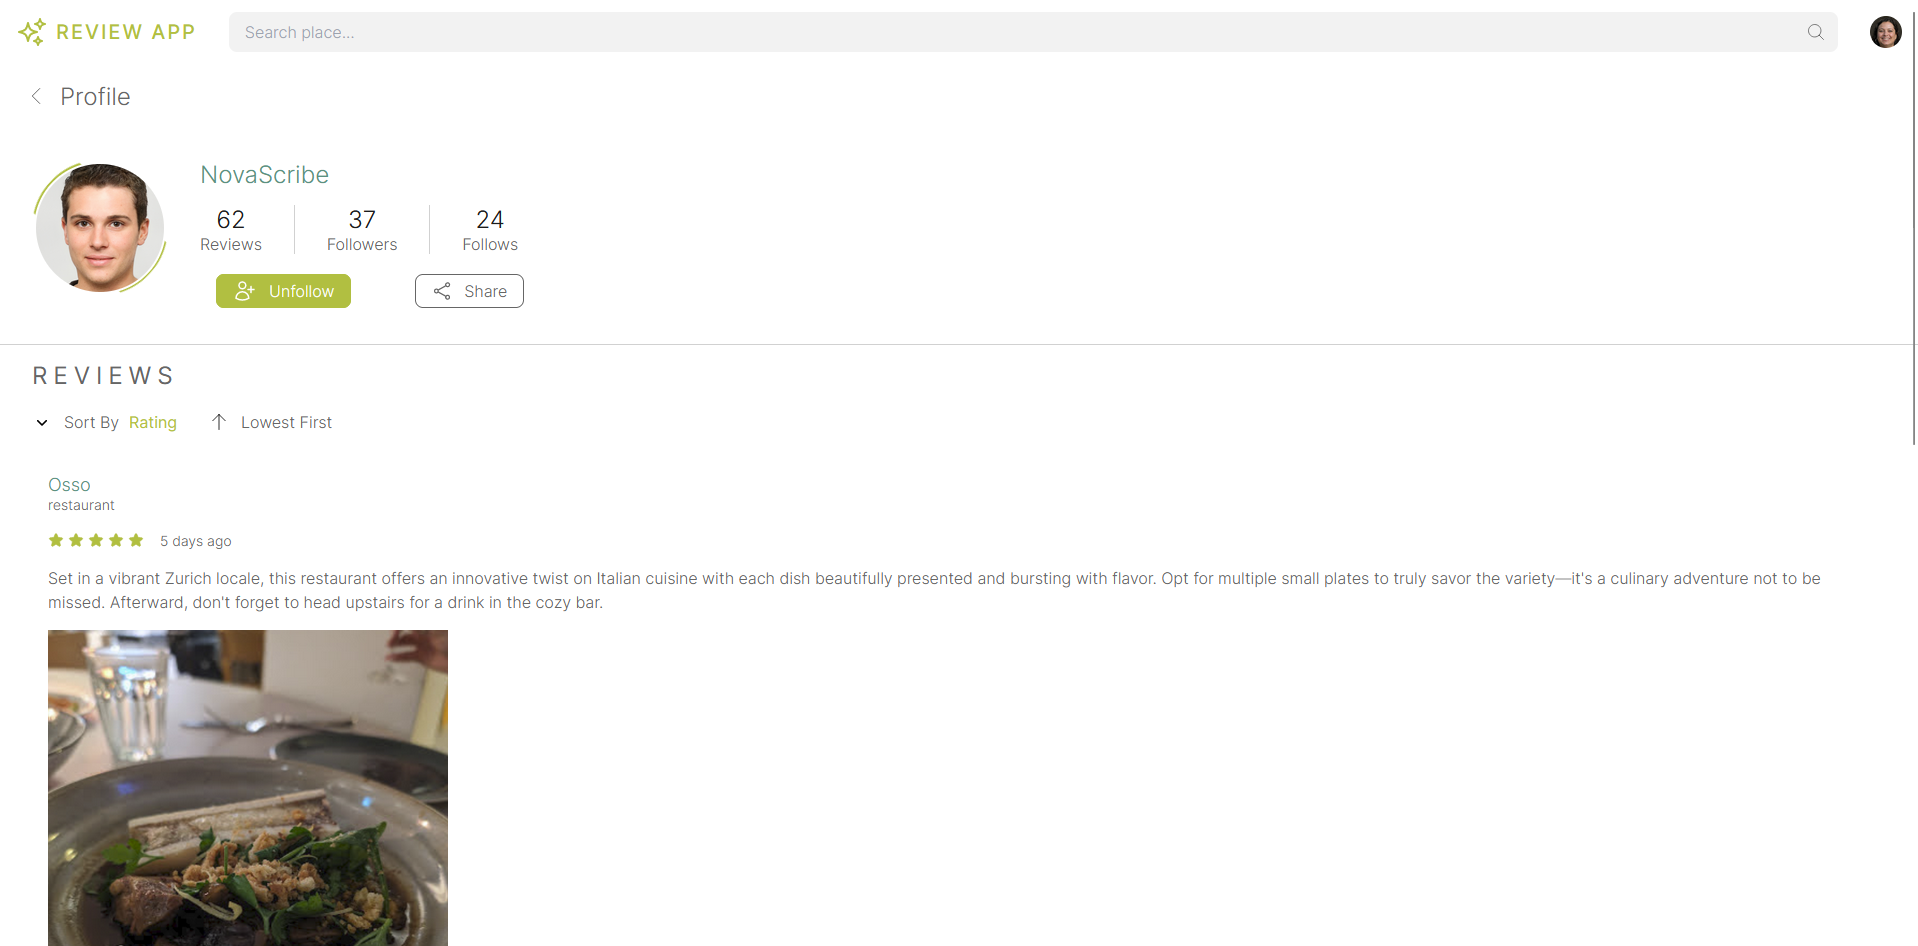 REVIEW APP
Search place...
Profile
NovaScribe
62 37 24
Reviews Followers Follows
Unfollow Share
REVIEWS
Sort By Rating Lowest First
Osso
restaurant
5 days ago
Set in a vibrant Zurich locale, this restaurant offers an innovative twist on Italian cuisine with each dish beautifully presented and bursting with flavor. Opt for multiple small plates to truly savor the variety—it's a culinary adventure not to be
missed. Afterward, don't forget to head upstairs for a drink in the cozy bar.